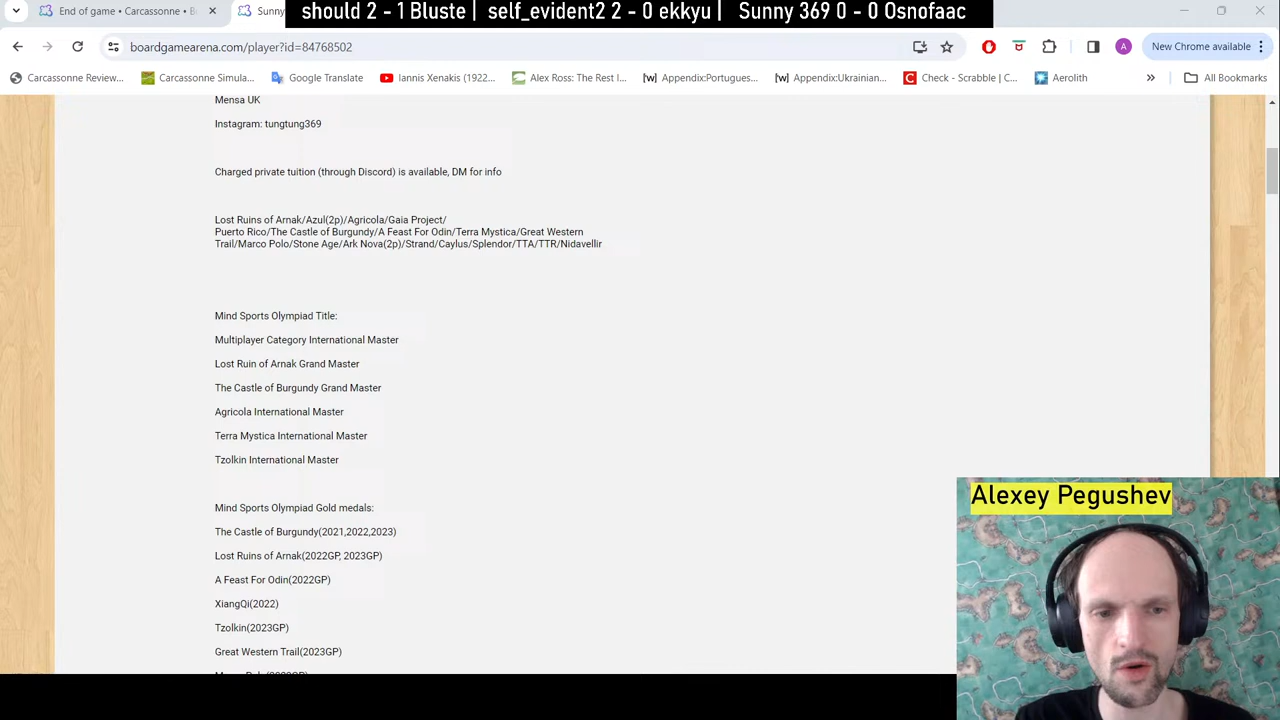 should 2 - 1 Bluste | self_evident2 2 - 0 ekkyu | Sunny 369 0 - 0 Osnofaac
End of game • Carcassonne • B
Sunny
boardgamearena.com/player?id=84768502
A
New Chrome available
Carcassonne Review...
Carcassonne Simula...
Google Translate
Iannis Xenakis (1922...
Alex Ross: The Rest I...
[w] Appendix:Portugues...
[w] Appendix:Ukrainian...
C Check - Scrabble | C...
Aerolith
»
All Bookmarks
Mensa UK
Instagram: tungtung369
Charged private tuition (through Discord) is available, DM for info
Lost Ruins of Arnak/Azul(2p)/Agricola/Gaia Project/
Puerto Rico/The Castle of Burgundy/A Feast For Odin/Terra Mystica/Great Western
Trail/Marco Polo/Stone Age/Ark Nova(2p)/Strand/Caylus/Splendor/TTA/TTR/Nidavellir
Mind Sports Olympiad Title:
Multiplayer Category International Master
Lost Ruin of Arnak Grand Master
The Castle of Burgundy Grand Master
Agricola International Master
Terra Mystica International Master
Tzolkin International Master
Mind Sports Olympiad Gold medals:
The Castle of Burgundy(2021,2022,2023)
Lost Ruins of Arnak(2022GP, 2023GP)
A Feast For Odin(2022GP)
XiangQi(2022)
Tzolkin(2023GP)
Great Western Trail(2023GP)
Alexey Pegushev